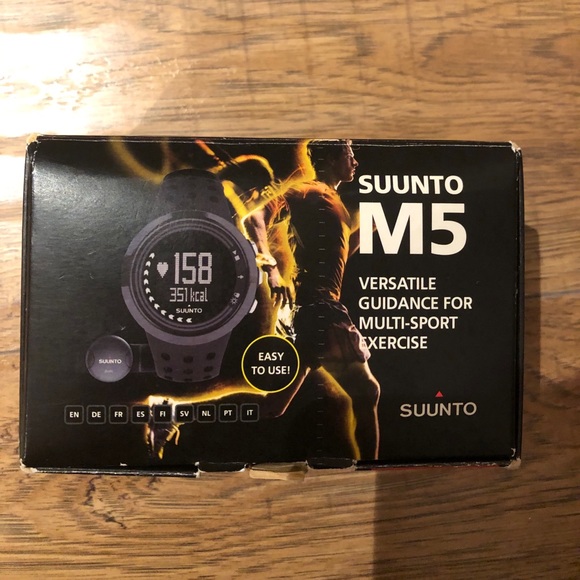 SUUNTO
M5
VERSATILE
GUIDANCE FOR
MULTI-SPORT
EXERCISE
158
351 kcal
SUUNTO
SUUNTO
EASY
TO USE!
EN DE FR ES FI SV NL PT IT
SUUNTO